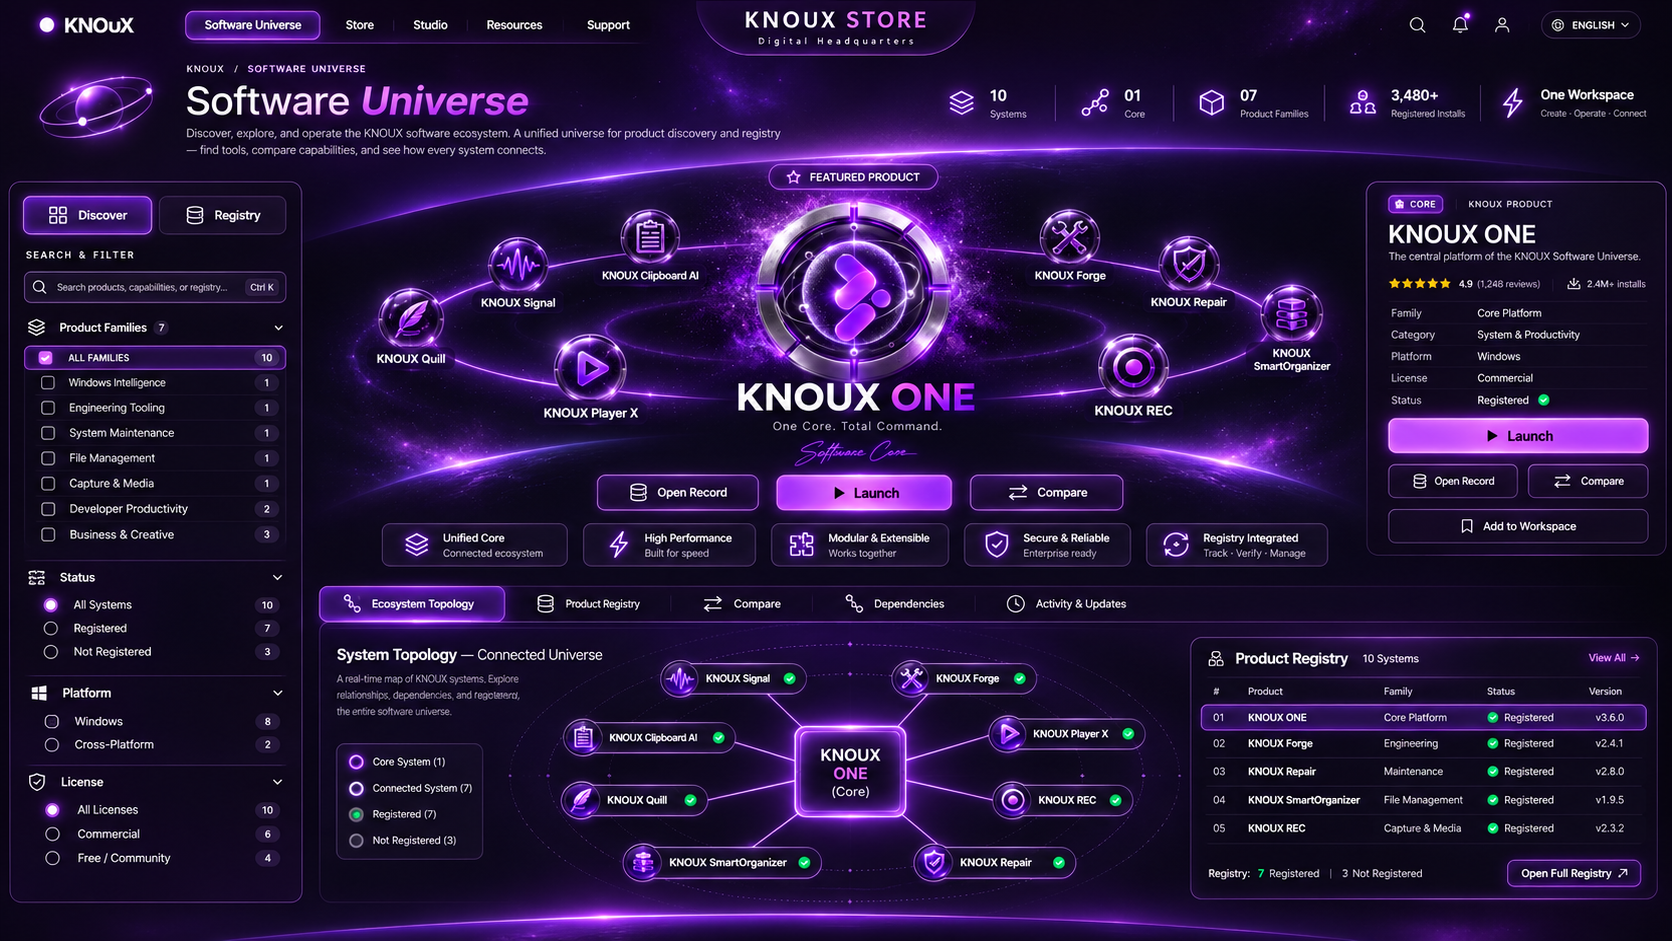 KNOUX
Software Universe
Store
Studio
Resources
Support
KNOUX STORE
Digital Headquarters
ENGLISH
KNOUX / SOFTWARE UNIVERSE
Software Universe
Discover, explore, and operate the KNOUX software ecosystem. A unified universe for product discovery and registry
— find tools, compare capabilities, and see how every system connects.
10
Systems
01
Core
07
Product Families
3,480+
Registered Installs
One Workspace
Create · Operate · Connect
Discover
Registry
SEARCH & FILTER
Search products, capabilities, or registry...
Ctrl K
Product Families 7
ALL FAMILIES 10
Windows Intelligence 1
Engineering Tooling 1
System Maintenance 1
File Management 1
Capture & Media 1
Developer Productivity 2
Business & Creative 3
Status
All Systems 10
Registered 7
Not Registered 3
Platform
Windows 8
Cross-Platform 2
License
All Licenses 10
Commercial 6
Free / Community 4
FEATURED PRODUCT
KNOUX Clipboard AI
KNOUX Signal
KNOUX Quill
KNOUX Player X
KNOUX Forge
KNOUX Repair
KNOUX
SmartOrganizer
KNOUX REC
KNOUX ONE
One Core. Total Command.
Software Core
Open Record
Launch
Compare
Unified Core
Connected ecosystem
High Performance
Built for speed
Modular & Extensible
Works together
Secure & Reliable
Enterprise ready
Registry Integrated
Track · Verify · Manage
CORE
KNOUX PRODUCT
KNOUX ONE
The central platform of the KNOUX Software Universe.
4.9 (1,248 reviews)
2.4M+ installs
Family Core Platform
Category System & Productivity
Platform Windows
License Commercial
Status Registered
Launch
Open Record
Compare
Add to Workspace
Ecosystem Topology
Product Registry
Compare
Dependencies
Activity & Updates
System Topology — Connected Universe
A real-time map of KNOUX systems. Explore
relationships, dependencies, and
the entire software universe.
Core System (1)
Connected System (7)
Registered (7)
Not Registered (3)
KNOUX Signal
KNOUX Forge
KNOUX Clipboard AI
KNOUX Player X
KNOUX
ONE
(Core)
KNOUX Quill
KNOUX REC
KNOUX SmartOrganizer
KNOUX Repair
Product Registry 10 Systems
View All →
# Product Family Status Version
01 KNOUX ONE Core Platform Registered v3.6.0
02 KNOUX Forge Engineering Registered v2.4.1
03 KNOUX Repair Maintenance Registered v2.8.0
04 KNOUX SmartOrganizer File Management Registered v1.9.5
05 KNOUX REC Capture & Media Registered v2.3.2
Registry: 7 Registered | 3 Not Registered
Open Full Registry ↗